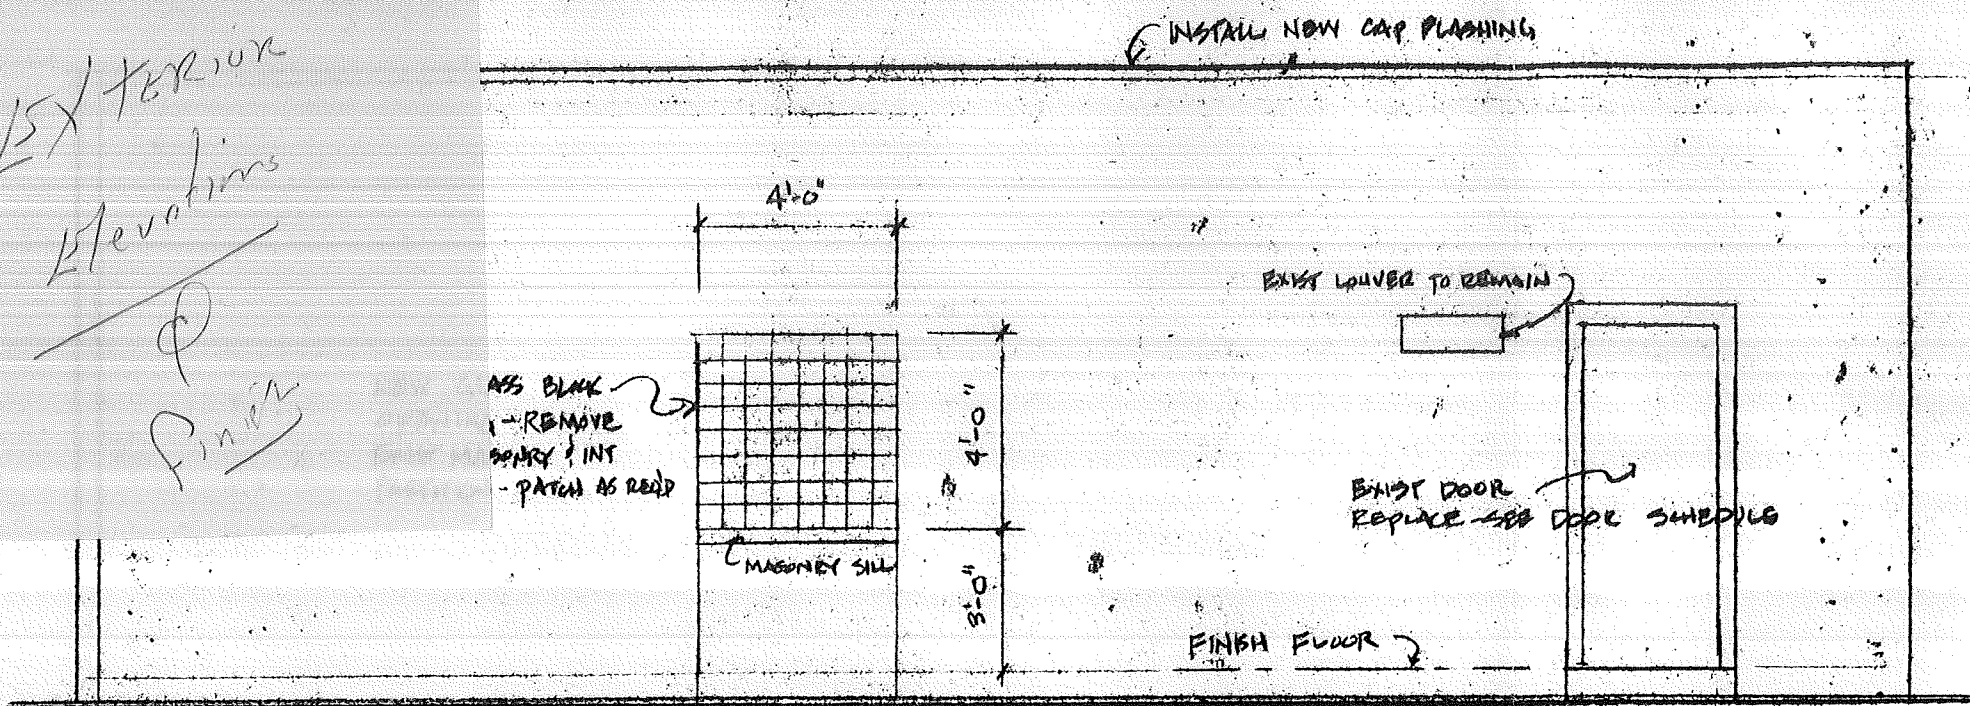 EXTERIOR
Elevations
@
INSTALL NEW CAP FLASHING
4'-0"
EXIST LOUVER TO REMAIN
ASS BLOCK
- REMOVE
SONRY & INT
- PATCH AS REQ'D
4'-0"
EXIST DOOR
REPLACE - SEE DOOR SCHEDULE
MASONRY SILL
3'-0"
FINISH FLOOR